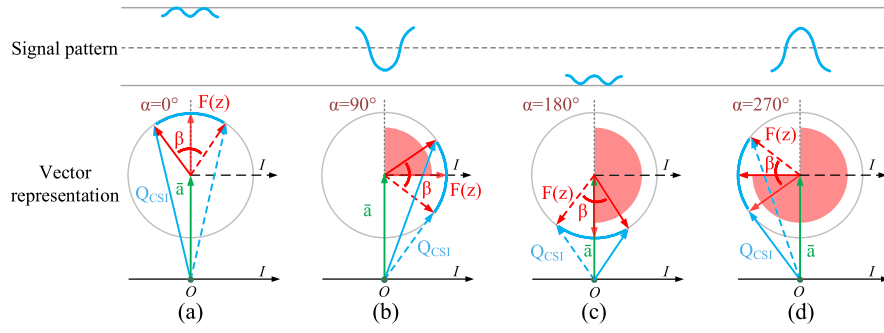 Signal pattern
α=0° α=90° α=180° α=270°
F(z) F(z) F(z) F(z)
β β β β
I I I I
Vector representation
Q_CSI Q_CSI Q_CSI Q_CSI
ā ā ā ā
I I I I
O O O O
(a) (b) (c) (d)